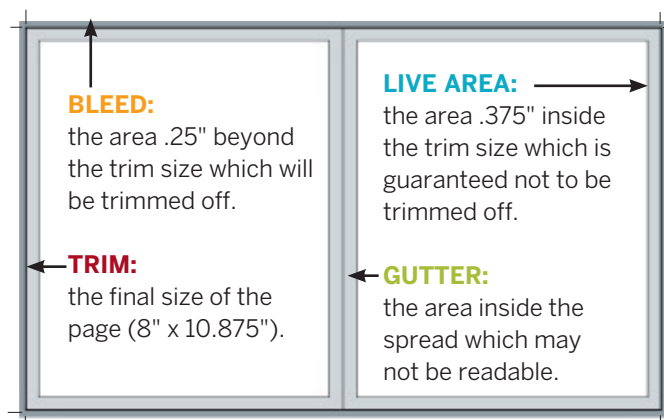 BLEED:
the area .25" beyond
the trim size which will
be trimmed off.
TRIM:
the final size of the
page (8" x 10.875").
LIVE AREA:
the area .375" inside
the trim size which is
guaranteed not to be
trimmed off.
GUTTER:
the area inside the
spread which may
not be readable.